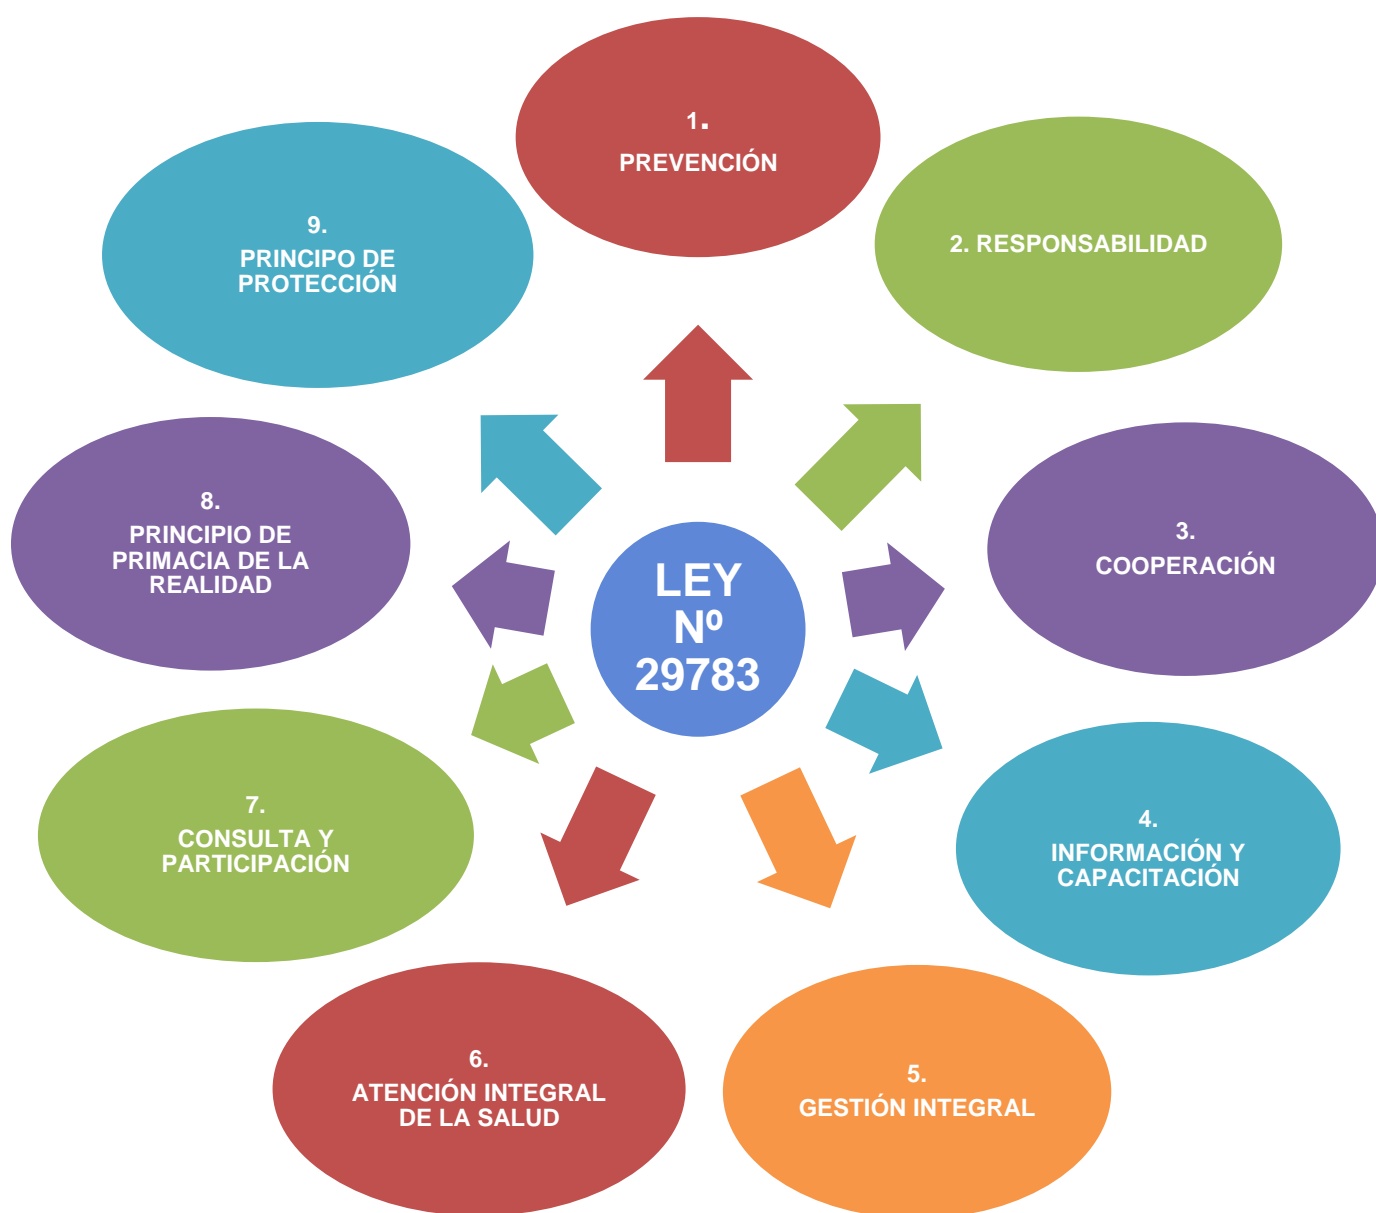 1.
PREVENCIÓN
2. RESPONSABILIDAD
3.
COOPERACIÓN
4.
INFORMACIÓN Y
CAPACITACIÓN
5.
GESTIÓN INTEGRAL
6.
ATENCIÓN INTEGRAL
DE LA SALUD
7.
CONSULTA Y
PARTICIPACIÓN
8.
PRINCIPIO DE
PRIMACIA DE LA
REALIDAD
9.
PRINCIPO DE
PROTECCIÓN
LEY
Nº
29783